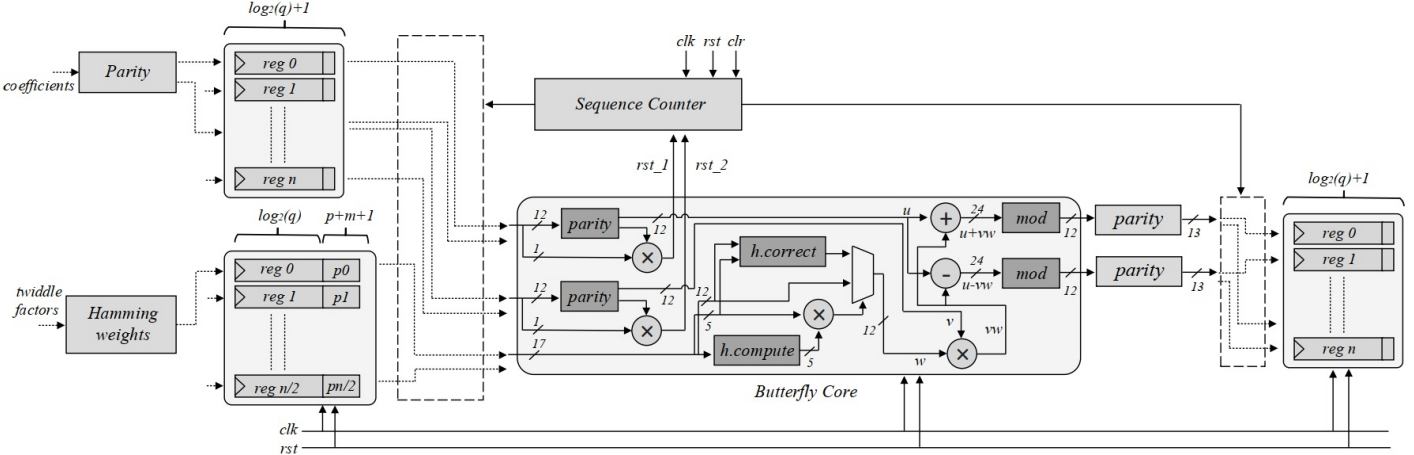 log2(q)+1
coefficients
Parity
reg 0
reg 1
reg n
clk rst clr
Sequence Counter
rst_1 rst_2
log2(q) p+m+1
twiddle
factors
Hamming
weights
reg 0 p0
reg 1 p1
reg n/2 pn/2
12
parity
12
1
×
12
parity
12
1
×
17
12
5
h.correct
×
h.compute
5
12
u
+
24
u+vw
mod
12
parity
13
-
24
u-vw
mod
12
parity
13
v
vw
w
×
Butterfly Core
log2(q)+1
reg 0
reg 1
reg n
clk
rst